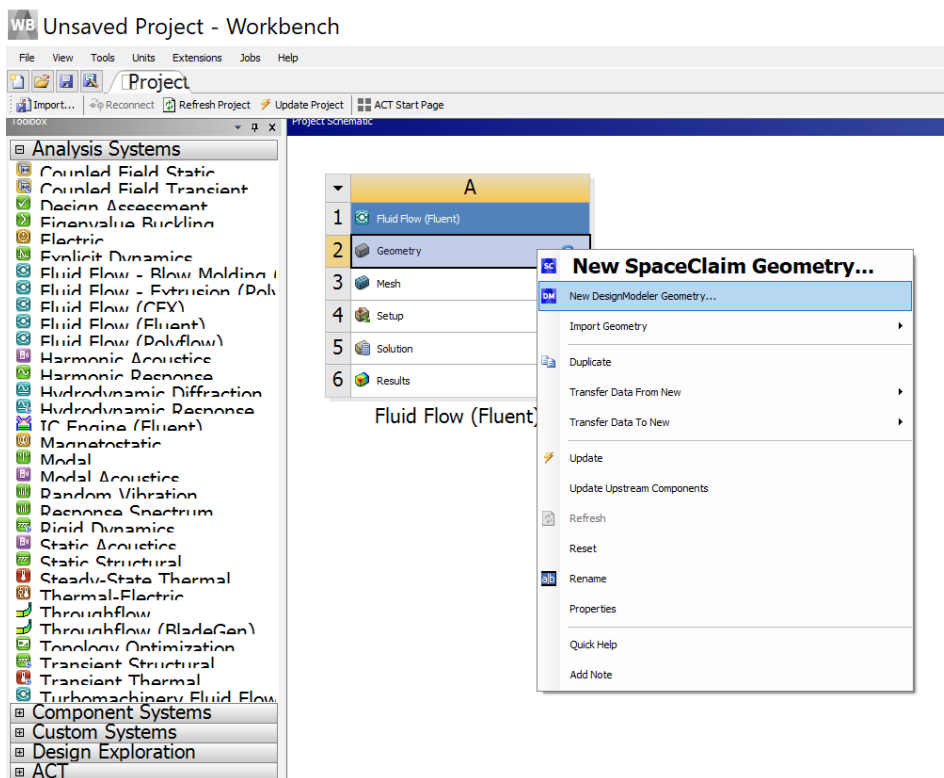 WB Unsaved Project - Workbench
File View Tools Units Extensions Jobs Help
Project
Import... Reconnect Refresh Project Update Project ACT Start Page
Toolbox
Project Schematic
Analysis Systems
Coupled Field Static
Coupled Field Transient
Design Assessment
Eigenvalue Buckling
Electric
Explicit Dynamics
Fluid Flow - Blow Molding (
Fluid Flow - Extrusion (Poly
Fluid Flow (CFX)
Fluid Flow (Fluent)
Fluid Flow (Polyflow)
Harmonic Acoustics
Harmonic Response
Hydrodynamic Diffraction
Hydrodynamic Response
IC Engine (Fluent)
Magnetostatic
Modal
Modal Acoustics
Random Vibration
Response Spectrum
Rigid Dynamics
Static Acoustics
Static Structural
Steady-State Thermal
Thermal-Electric
Throughflow
Throughflow (BladeGen)
Topology Optimization
Transient Structural
Transient Thermal
Turbomachinery Fluid Flow
Component Systems
Custom Systems
Design Exploration
ACT
A
1 Fluid Flow (Fluent)
2 Geometry
3 Mesh
4 Setup
5 Solution
6 Results
Fluid Flow (Fluent)
SC New SpaceClaim Geometry...
DM New DesignModeler Geometry...
Import Geometry
Duplicate
Transfer Data From New
Transfer Data To New
Update
Update Upstream Components
Refresh
Reset
a|b Rename
Properties
Quick Help
Add Note